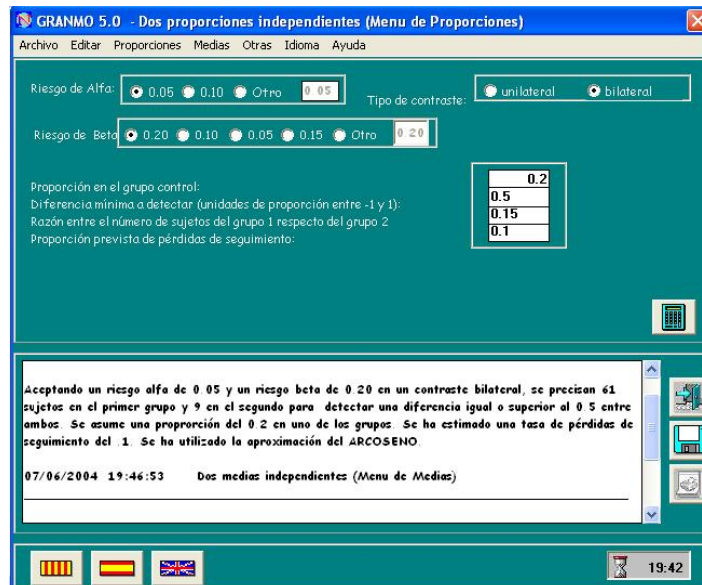 GRANMO 5.0 - Dos proporciones independientes (Menu de Proporciones)
Archivo Editar Proporciones Medias Otras Idioma Ayuda
Riesgo de Alfa: 0.05 0.10 Otro 0 05
Tipo de contraste: unilateral bilateral
Riesgo de Beta 0.20 0.10 0.05 0.15 Otro 0 20
Proporción en el grupo control: 0.2
Diferencia mínima a detectar (unidades de proporción entre -1 y 1): 0.5
Razón entre el número de sujetos del grupo 1 respecto del grupo 2 0.15
Proporción prevista de pérdidas de seguimiento: 0.1
Aceptando un riesgo alfa de 0.05 y un riesgo beta de 0.20 en un contraste bilateral, se precisan 61
sujetos en el primer grupo y 9 en el segundo para detectar una diferencia igual o superior al 0.5 entre
ambos. Se asume una proprorción del 0.2 en uno de los grupos. Se ha estimado una tasa de pérdidas de
seguimiento del .1. Se ha utilizado la aproximación del ARCOSENO.
07/06/2004 19:46:53 Dos medias independientes (Menu de Medias)
19:42